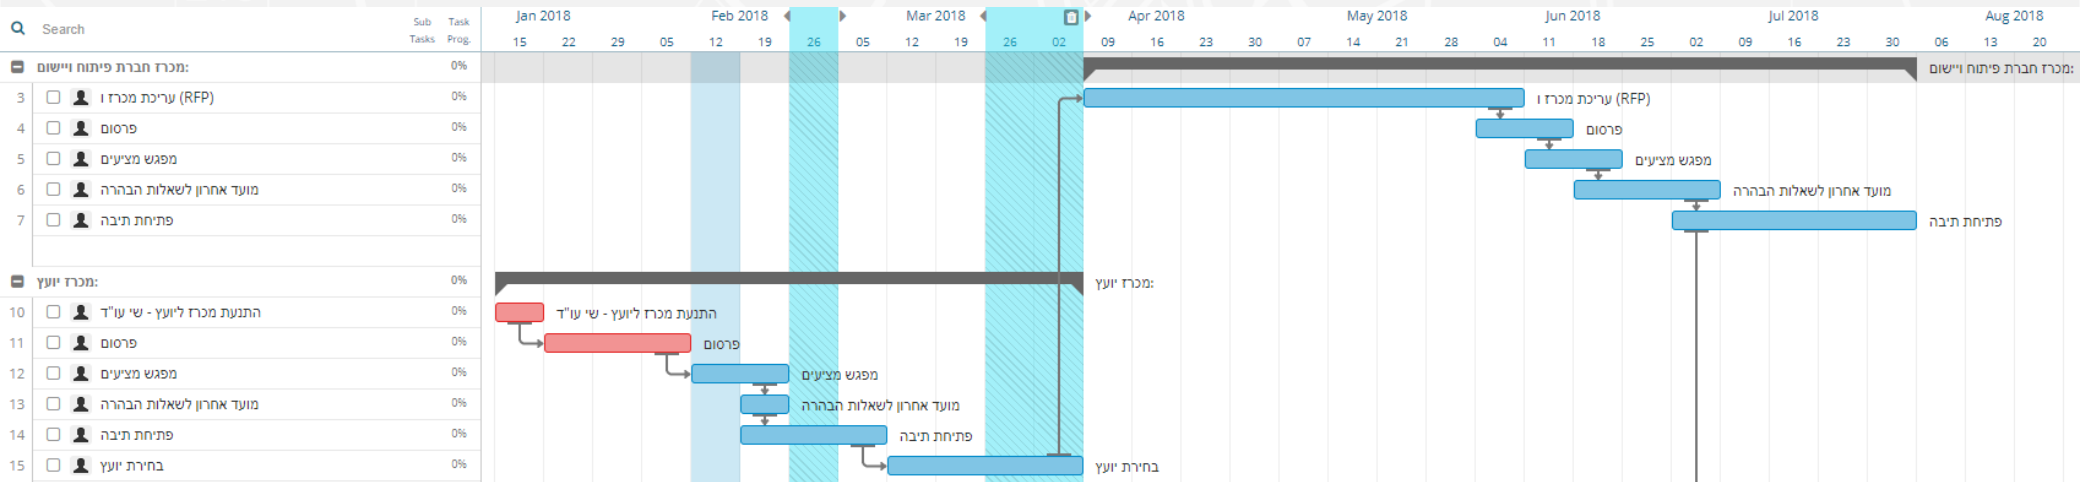 Jan 2018 Feb 2018 Mar 2018 Apr 2018 May 2018 Jun 2018 Jul 2018 Aug 2018
Search
Sub Tasks
Task Prog.
15 22 29 05 12 19 26 05 12 19 26 02 09 16 23 30 07 14 21 28 04 11 18 25 02 09 16 23 30 06 13 20
מכרז חברת פיתוח ויישום: 0% מכרז חברת פיתוח ויישום:
3 עריכת מכרז ו (RFP) 0% עריכת מכרז ו (RFP)
4 פרסום 0% פרסום
5 מפגש מציעים 0% מפגש מציעים
6 מועד אחרון לשאלות הבהרה 0% מועד אחרון לשאלות הבהרה
7 פתיחת תיבה 0% פתיחת תיבה
מכרז יועץ: 0% מכרז יועץ:
10 התנעת מכרז ליועץ - שי עו"ד 0% התנעת מכרז ליועץ - שי עו"ד
11 פרסום 0% פרסום
12 מפגש מציעים 0% מפגש מציעים
13 מועד אחרון לשאלות הבהרה 0% מועד אחרון לשאלות הבהרה
14 פתיחת תיבה 0% פתיחת תיבה
15 בחירת יועץ 0% בחירת יועץ